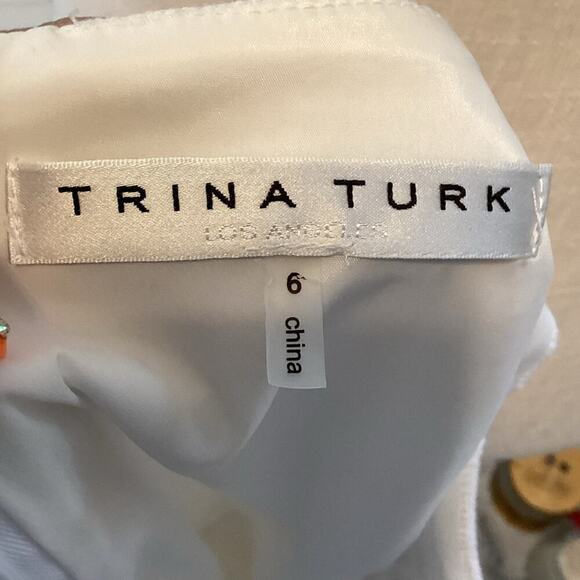 TRINA TURK
LOS ANGELES
6
china